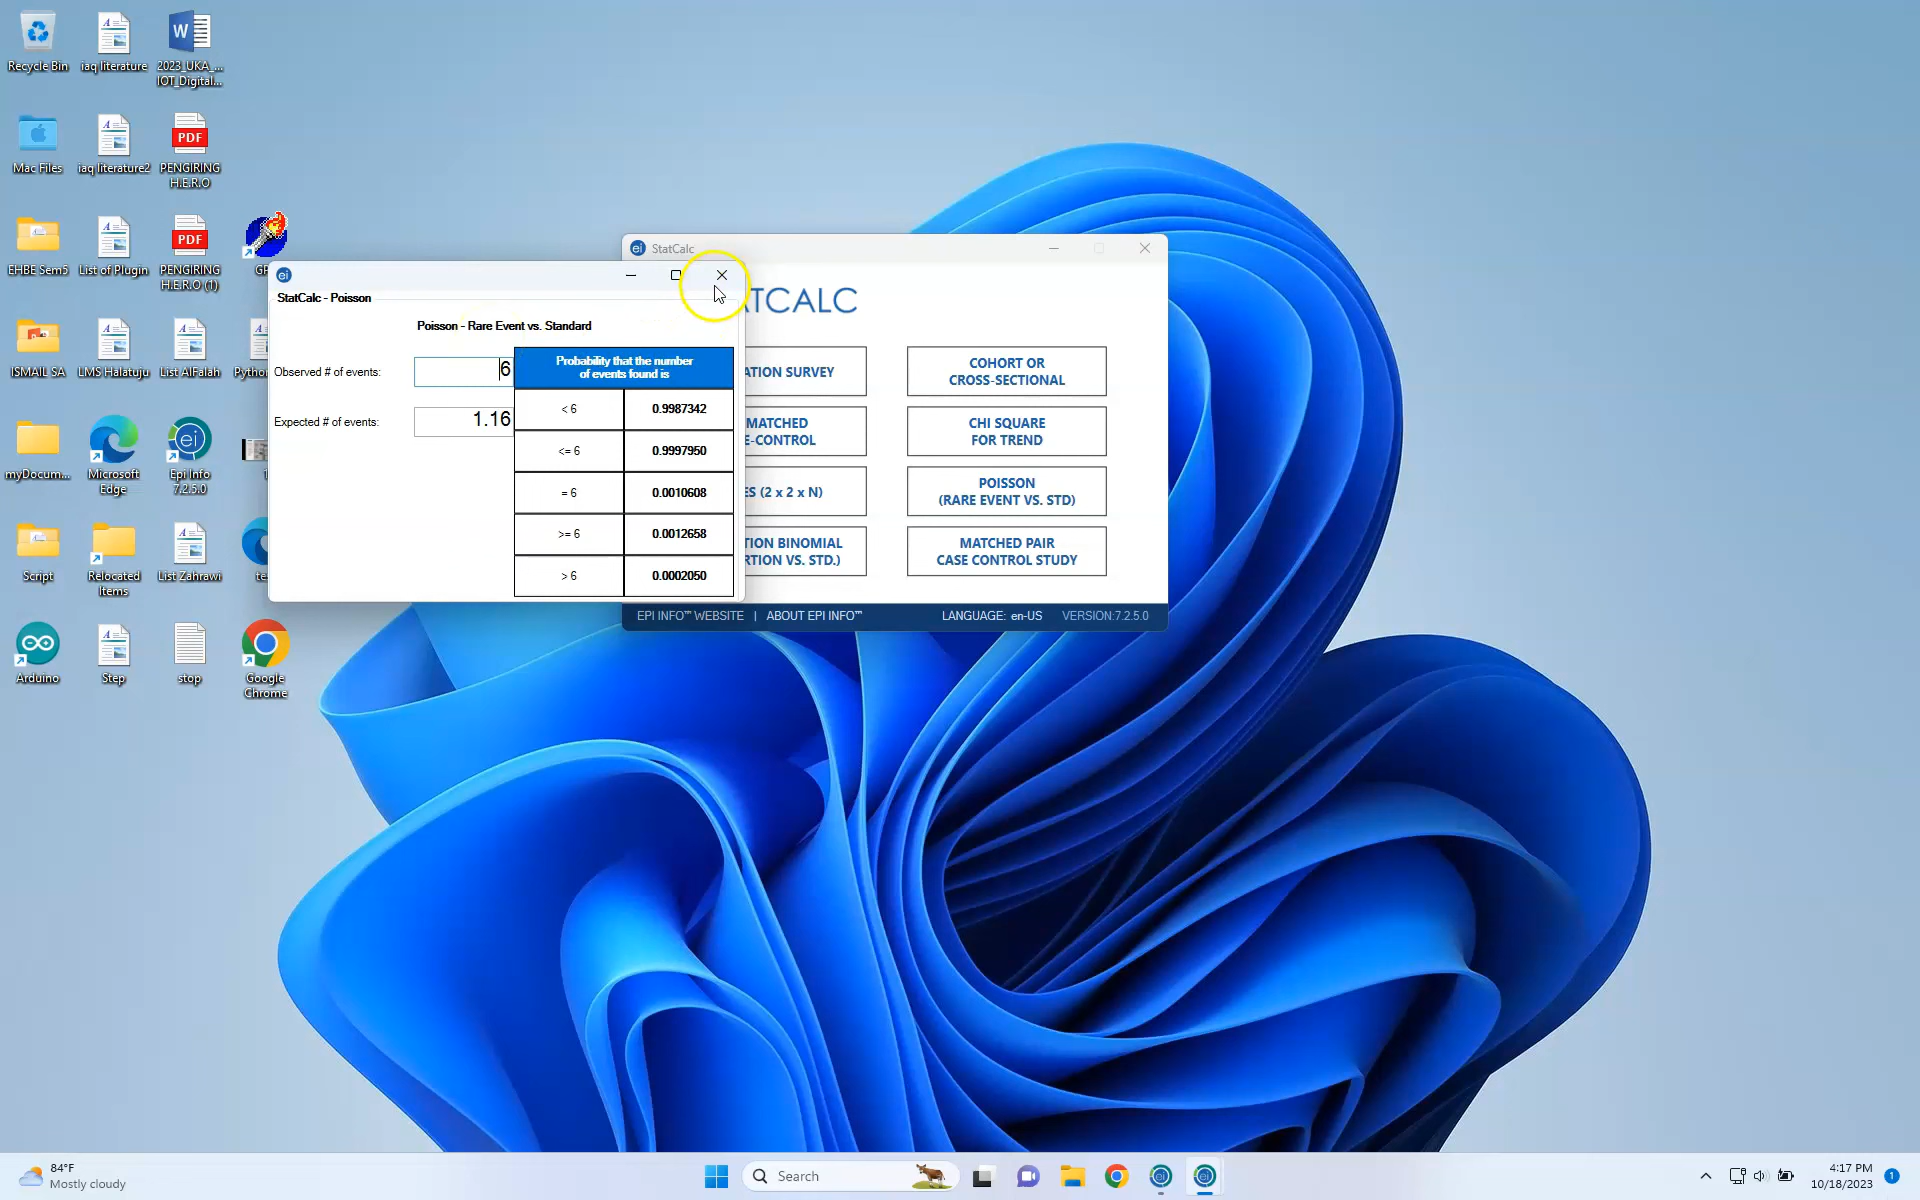 Recycle Bin
iaq literature
2023_UKA_...
IOT_Digital...
Mac Files
iaq literature2
PDF
PENGIRING
H.E.R.O
EHBE Sem5
List of Plugin
PDF
PENGIRING
H.E.R.O (1)
ISMAIL SA
LMS Halatuju
List AlFalah
Python
myDocum...
Microsoft
Edge
Epi Info
7.2.5.0
Script
Relocated
Items
List Zahrawi
Arduino
Step
stop
Google
Chrome
StatCalc
StatCalc - Poisson
Poisson - Rare Event vs. Standard
Observed # of events:
6
Expected # of events:
1.16
Probability that the number
of events found is
< 6
0.9987342
<= 6
0.9997950
= 6
0.0010608
>= 6
0.0012658
> 6
0.0002050
TCALC
ATION SURVEY
COHORT OR
CROSS-SECTIONAL
MATCHED
E-CONTROL
CHI SQUARE
FOR TREND
ES (2 x 2 x N)
POISSON
(RARE EVENT VS. STD)
TION BINOMIAL
RTION VS. STD.)
MATCHED PAIR
CASE CONTROL STUDY
EPI INFO™ WEBSITE | ABOUT EPI INFO™
LANGUAGE: en-US
VERSION:7.2.5.0
84°F
Mostly cloudy
Search
4:17 PM
10/18/2023
1